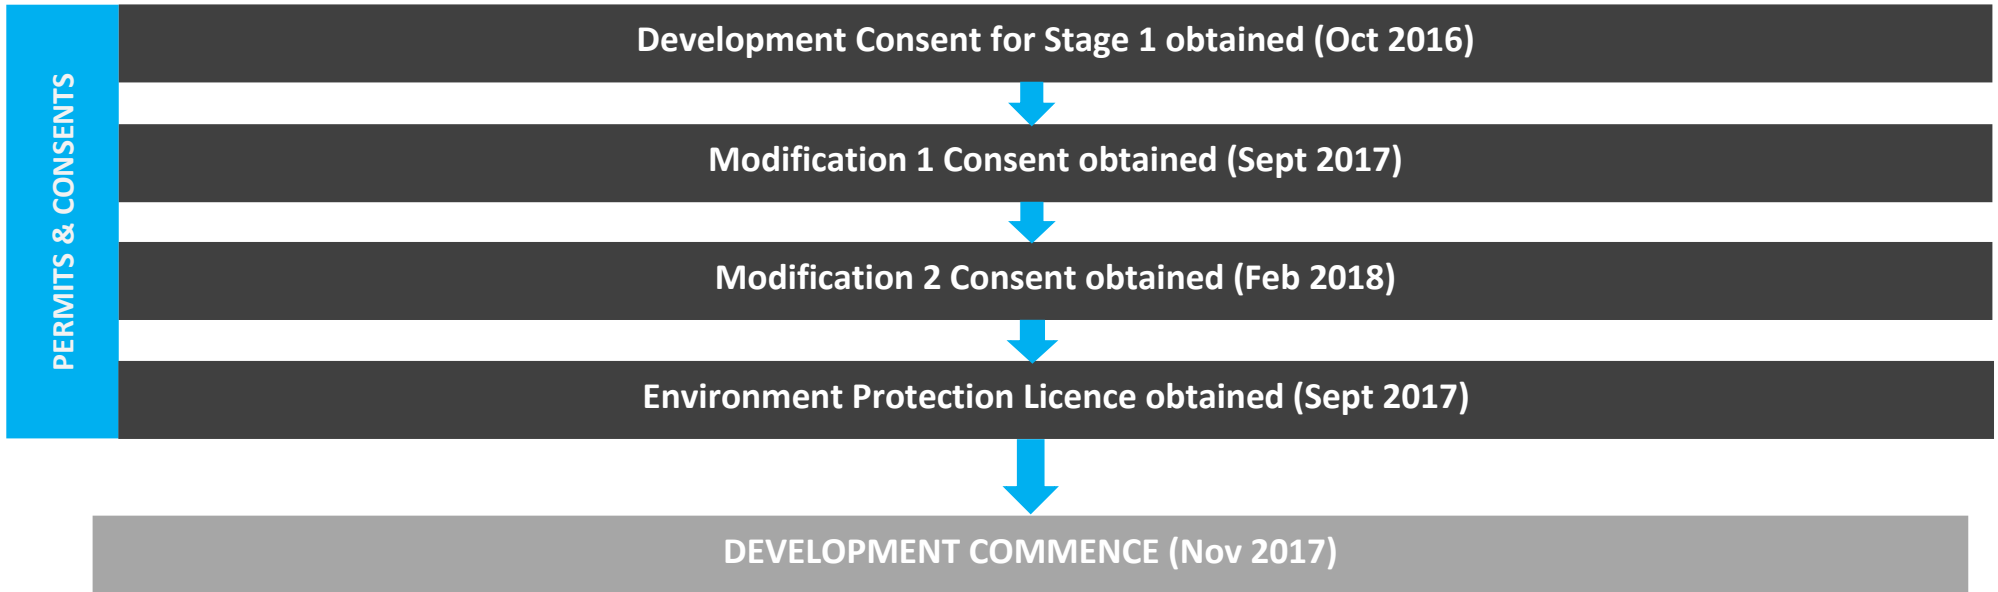 PERMITS & CONSENTS
Development Consent for Stage 1 obtained (Oct 2016)
Modification 1 Consent obtained (Sept 2017)
Modification 2 Consent obtained (Feb 2018)
Environment Protection Licence obtained (Sept 2017)
DEVELOPMENT COMMENCE (Nov 2017)